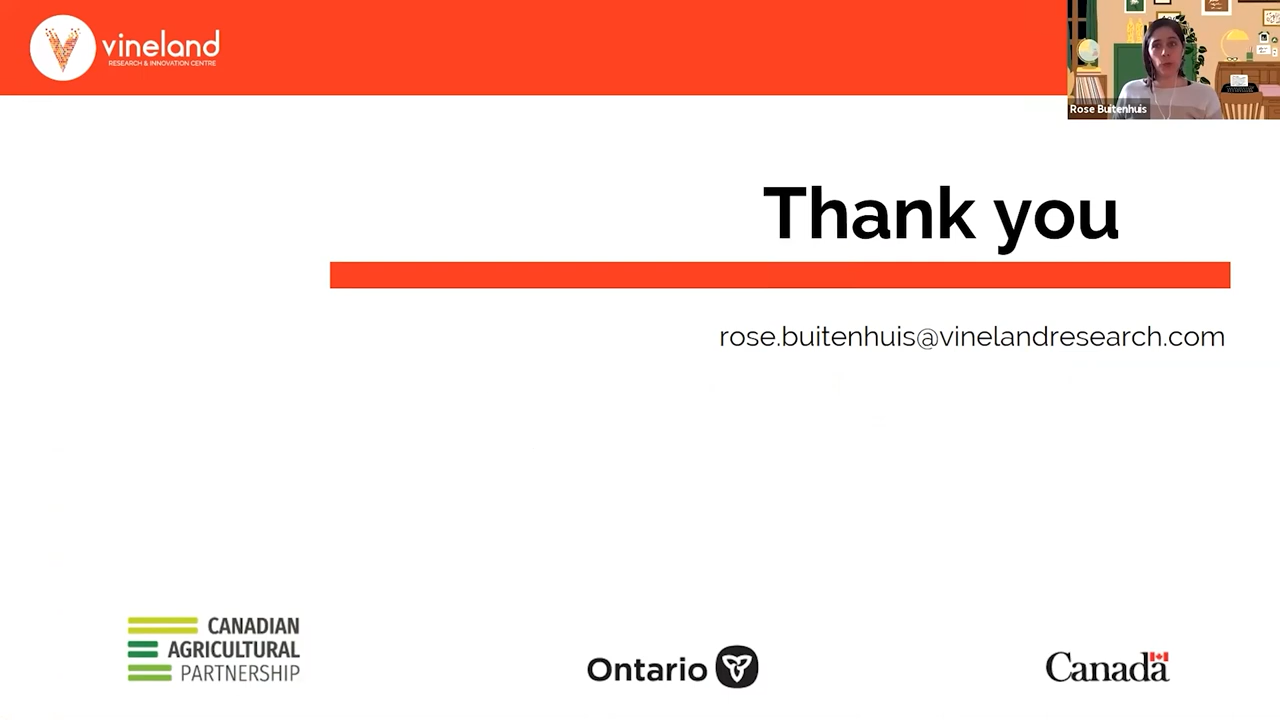 vineland
RESEARCH & INNOVATION CENTRE
Rose Buitenhuis
Thank you
rose.buitenhuis@vinelandresearch.com
CANADIAN
AGRICULTURAL
PARTNERSHIP
Ontario
Canada